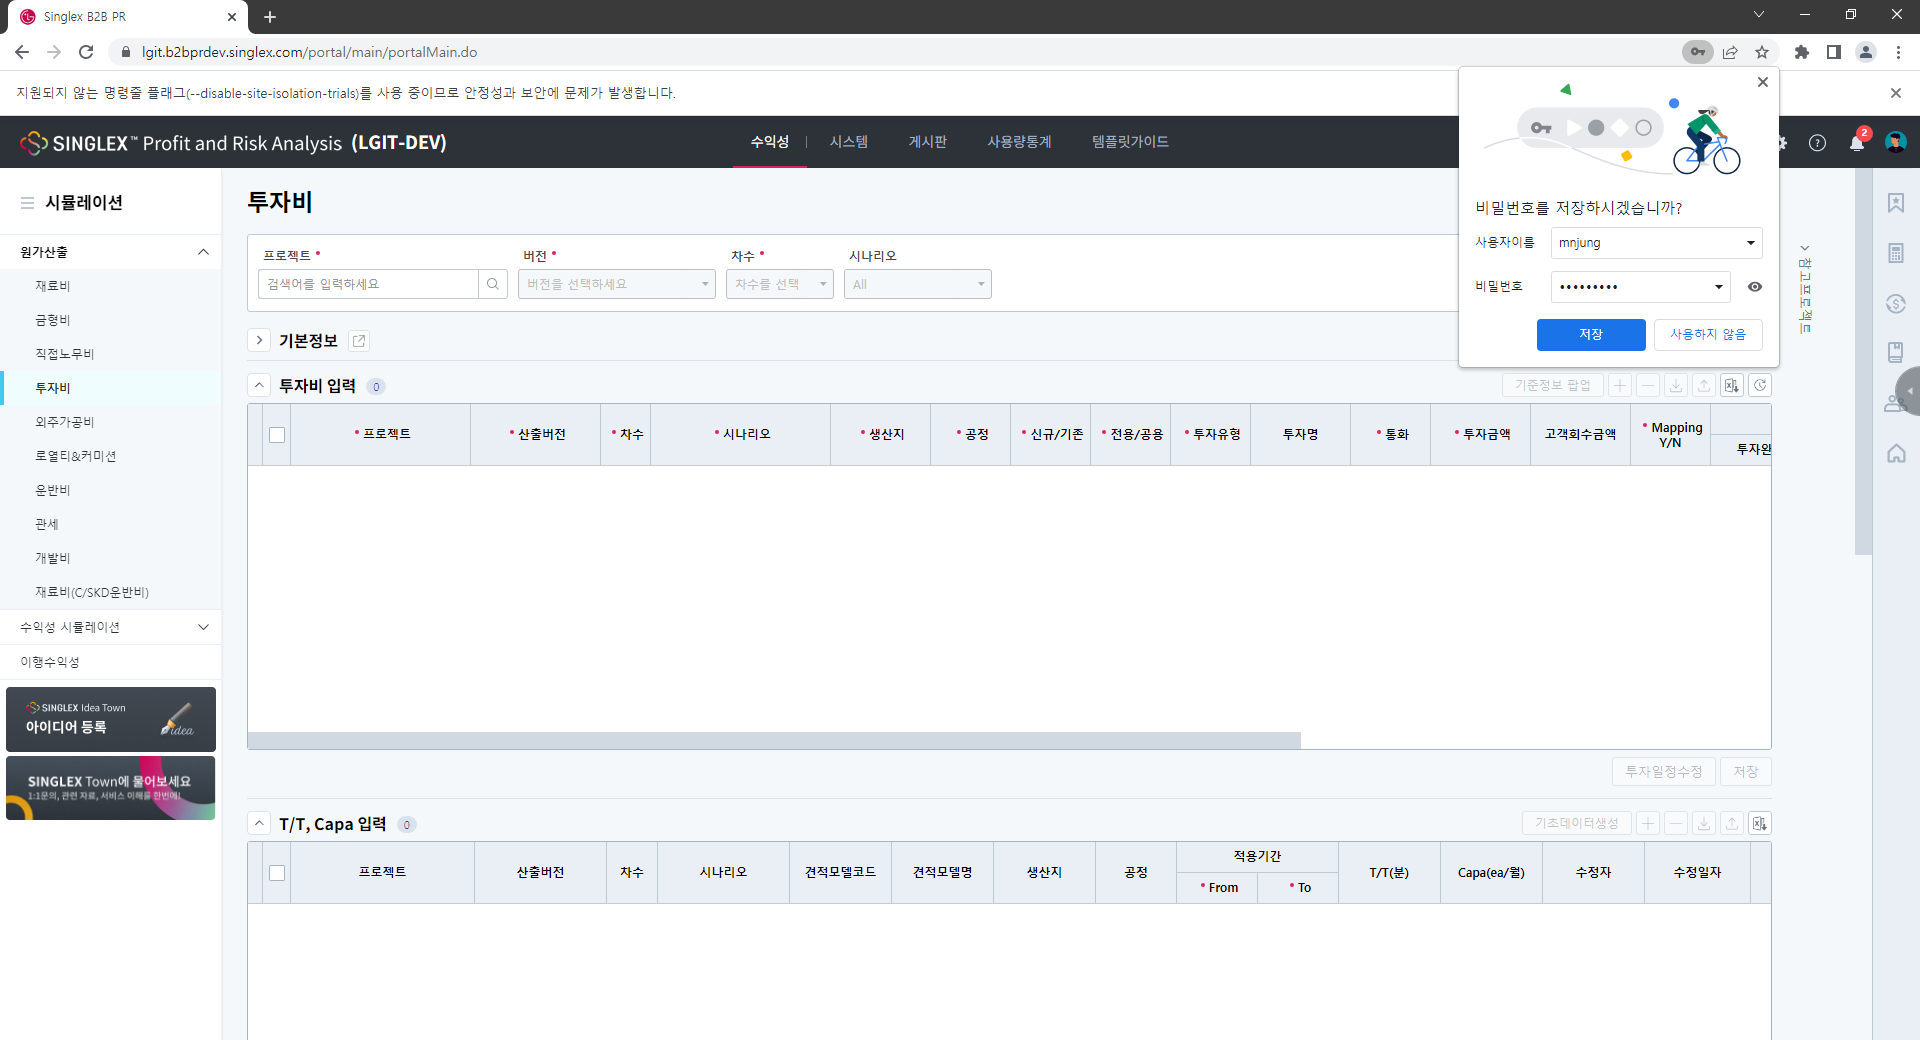 Singlex B2B PR
lgit.b2bprdev.singlex.com/portal/main/portalMain.do
지원되지 않는 명령줄 플래그(--disable-site-isolation-trials)를 사용 중이므로 안정성과 보안에 문제가 발생합니다.
SINGLEX™ Profit and Risk Analysis (LGIT-DEV)
수익성 시스템 게시판 사용량통계 템플릿가이드
2
비밀번호를 저장하시겠습니까?
사용자이름 mnjung
비밀번호 •••••••••
저장 사용하지 않음
시뮬레이션
원가산출
재료비
금형비
직접노무비
투자비
외주가공비
로열티&커미션
운반비
관세
개발비
재료비(C/SKD운반비)
수익성 시뮬레이션
이행수익성
SINGLEX Idea Town
아이디어 등록
idea
SINGLEX Town에 물어보세요
1:1문의, 관련 자료, 서비스 이해를 한번에!
투자비
프로젝트 * 버전 * 차수 * 시나리오
검색어를 입력하세요 버전을 선택하세요 차수를 선택 All
참고프로젝트
기본정보
투자비 입력 0
기준정보 팝업
* 프로젝트 * 산출버전 * 차수 * 시나리오 * 생산지 * 공정 * 신규/기존 * 전용/공용 * 투자유형 투자명 * 통화 * 투자금액 고객회수금액 * Mapping Y/N 투자완
투자일정수정 저장
T/T, Capa 입력 0
기초데이터생성
프로젝트 산출버전 차수 시나리오 견적모델코드 견적모델명 생산지 공정 적용기간 T/T(분) Capa(ea/월) 수정자 수정일자
* From * To